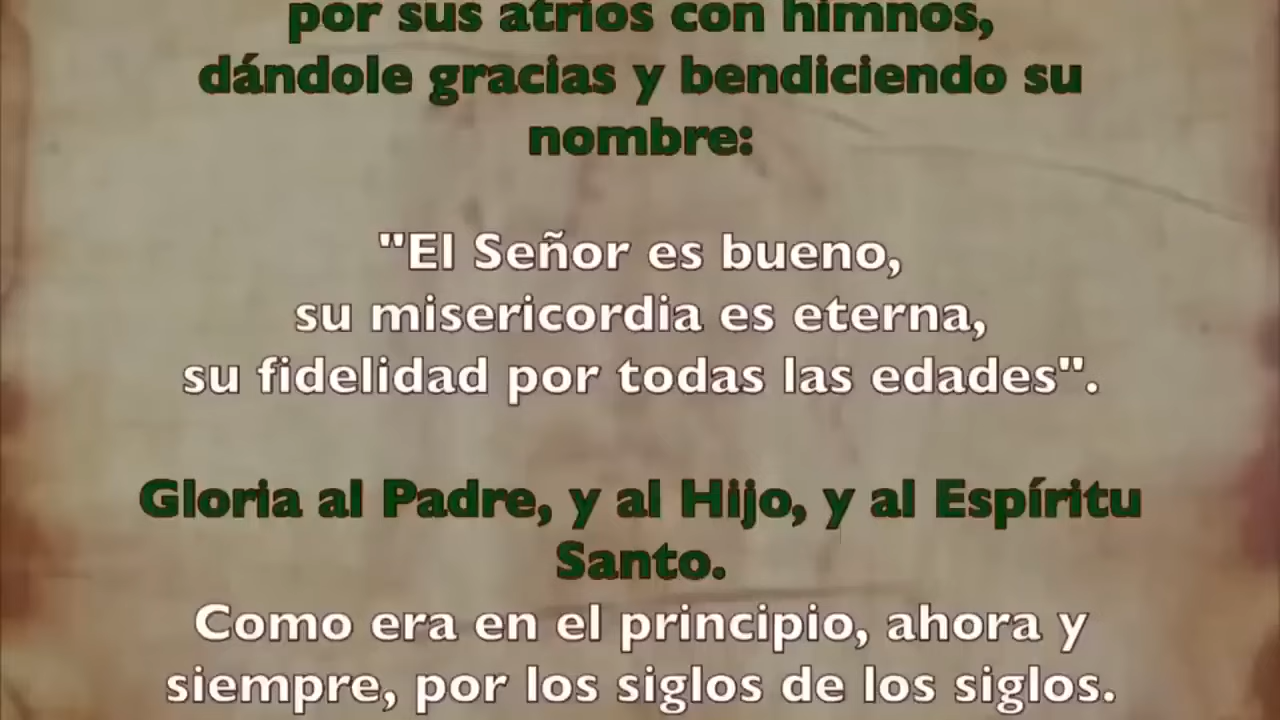 por sus atrios con himnos,
dándole gracias y bendiciendo su
nombre:
"El Señor es bueno,
su misericordia es eterna,
su fidelidad por todas las edades".
Gloria al Padre, y al Hijo, y al Espíritu
Santo.
Como era en el principio, ahora y
siempre, por los siglos de los siglos.